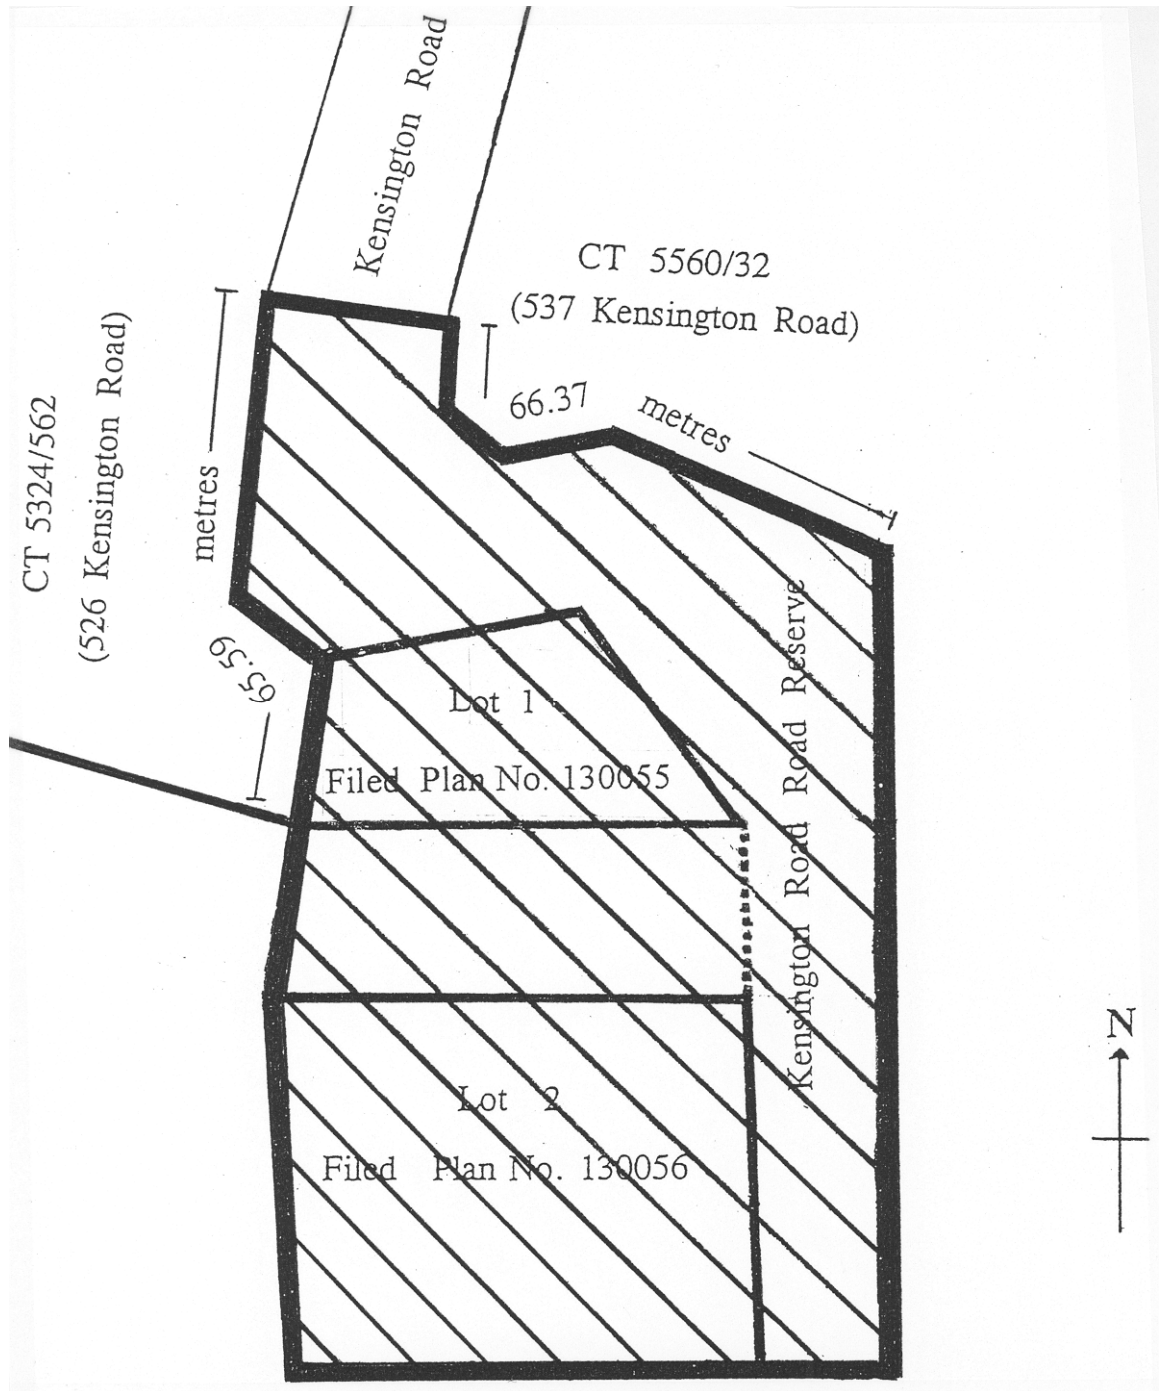 Kensington Road
CT 5560/32
(537 Kensington Road)
66.37 metres
CT 5324/562
(526 Kensington Road)
65.59 metres
Lot 1
Filed Plan No. 130055
Kensington Road Road Reserve
Lot 2
Filed Plan No. 130056
N